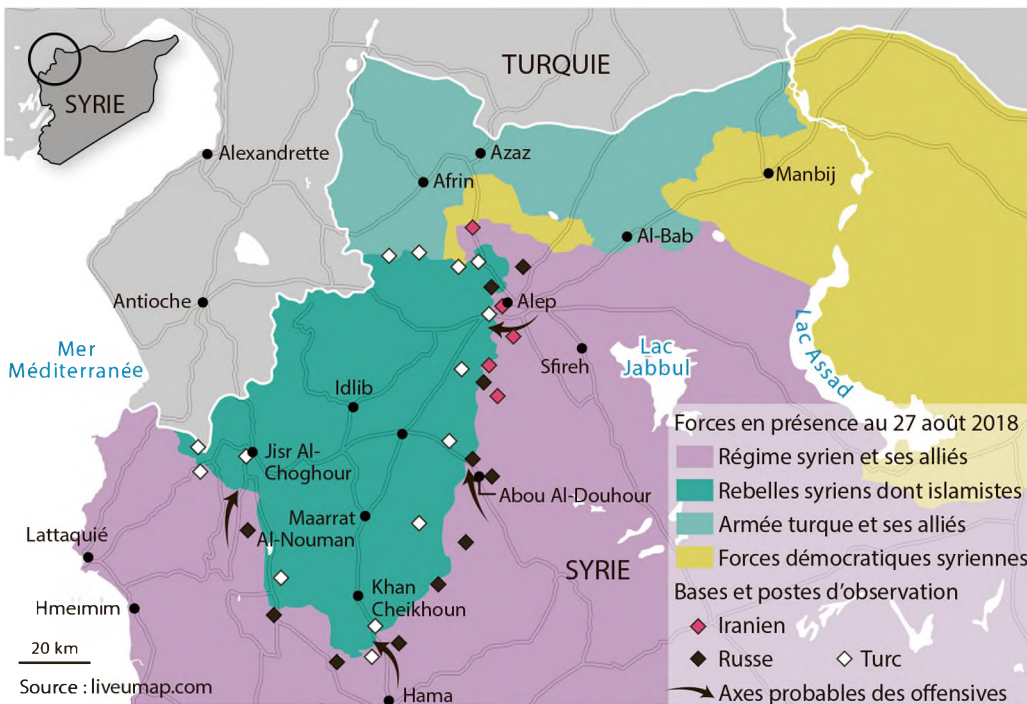 SYRIE
TURQUIE
Alexandrette
Azaz
Afrin
Manbij
Al-Bab
Antioche
Alep
Mer
Méditerranée
Sfireh
Lac
Jabbul
Lac Assad
Idlib
Jisr Al-
Choghour
Abou Al-Douhour
Maarrat
Al-Nouman
Lattaquié
SYRIE
Khan
Cheikhoun
Hmeimim
Hama
20 km
Source : liveumap.com
Forces en présence au 27 août 2018
Régime syrien et ses alliés
Rebelles syriens dont islamistes
Armée turque et ses alliés
Forces démocratiques syriennes
Bases et postes d'observation
Iranien
Russe
Turc
Axes probables des offensives